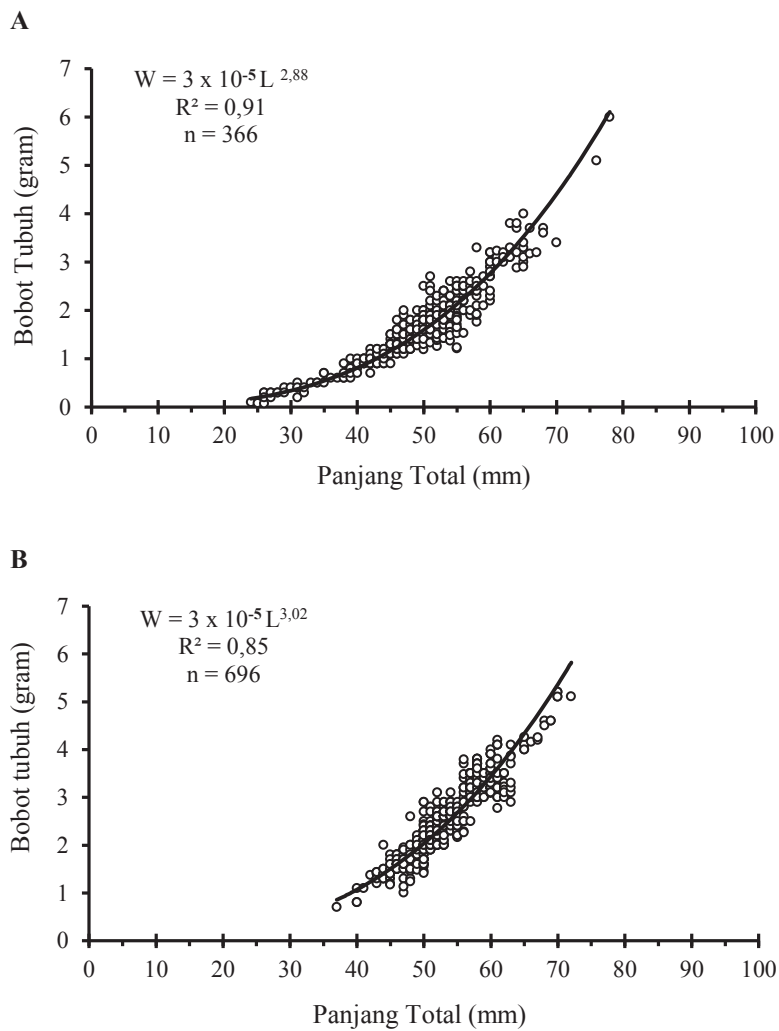 A
W = 3 x 10⁻⁵ L ²,⁸⁸
R² = 0,91
n = 366
7
6
5
4
3
2
1
0
Bobot Tubuh (gram)
0 10 20 30 40 50 60 70 80 90 100
Panjang Total (mm)
B
W = 3 x 10⁻⁵ L³,⁰²
R² = 0,85
n = 696
7
6
5
4
3
2
1
0
Bobot tubuh (gram)
0 10 20 30 40 50 60 70 80 90 100
Panjang Total (mm)